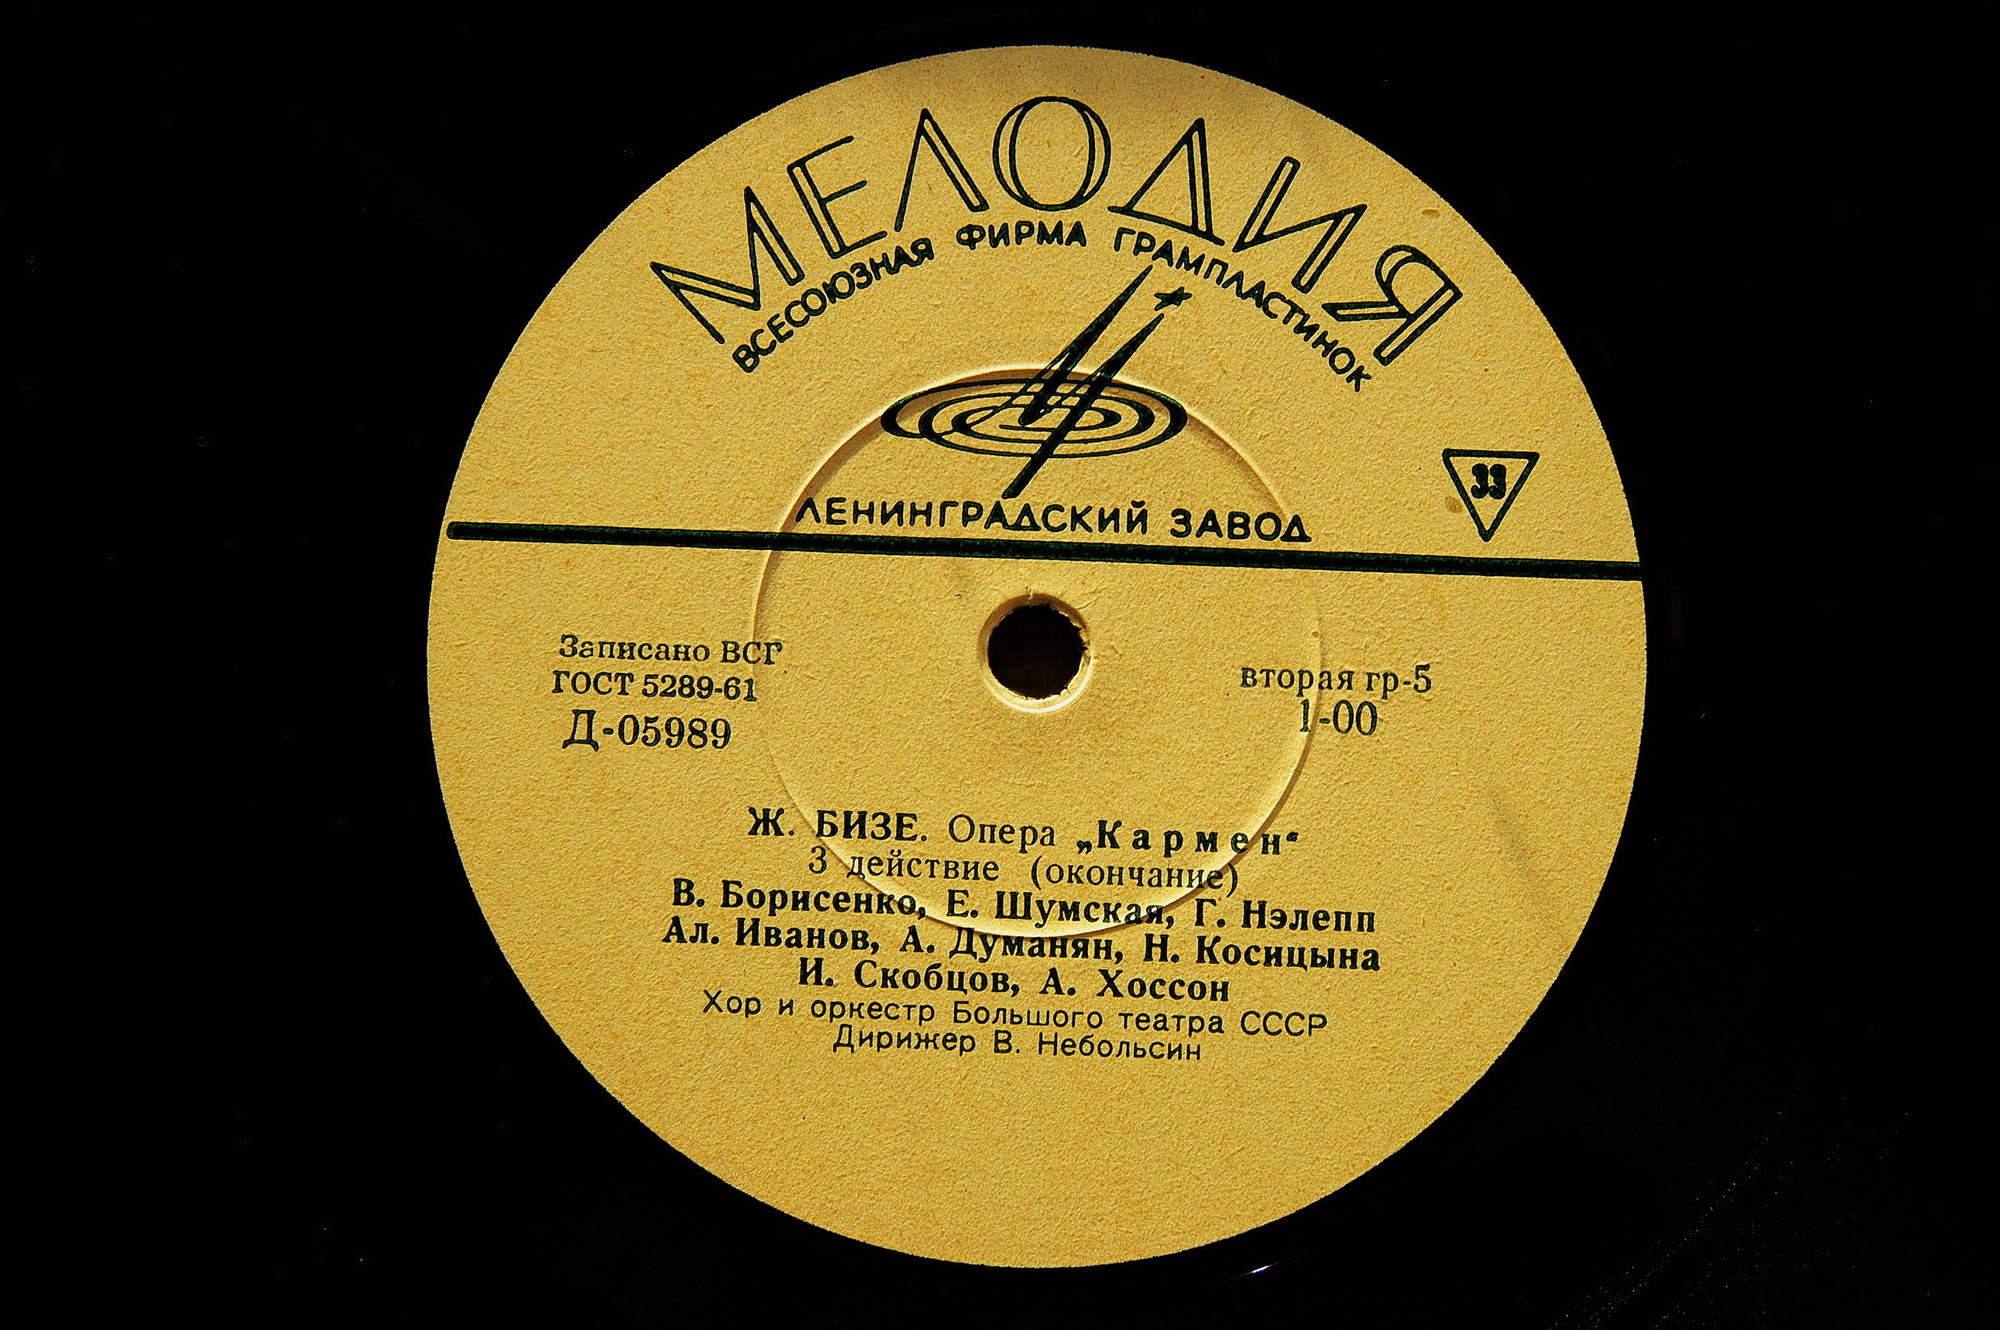 МЕЛОДИЯ
ВСЕСОЮЗНАЯ ФИРМА ГРАМПЛАСТИНОК
33
ЛЕНИНГРАДСКИЙ ЗАВОД
Записано ВСГ
ГОСТ 5289-61
Д-05989
вторая гр-5
1-00
Ж. БИЗЕ. Опера „Кармен“
3 действие (окончание)
В. Борисенко, Е. Шумская, Г. Нэлепп
Ал. Иванов, А. Думанян, Н. Косицына
И. Скобцов, А. Хоссон
Хор и оркестр Большого театра СССР
Дирижер В. Небольсин